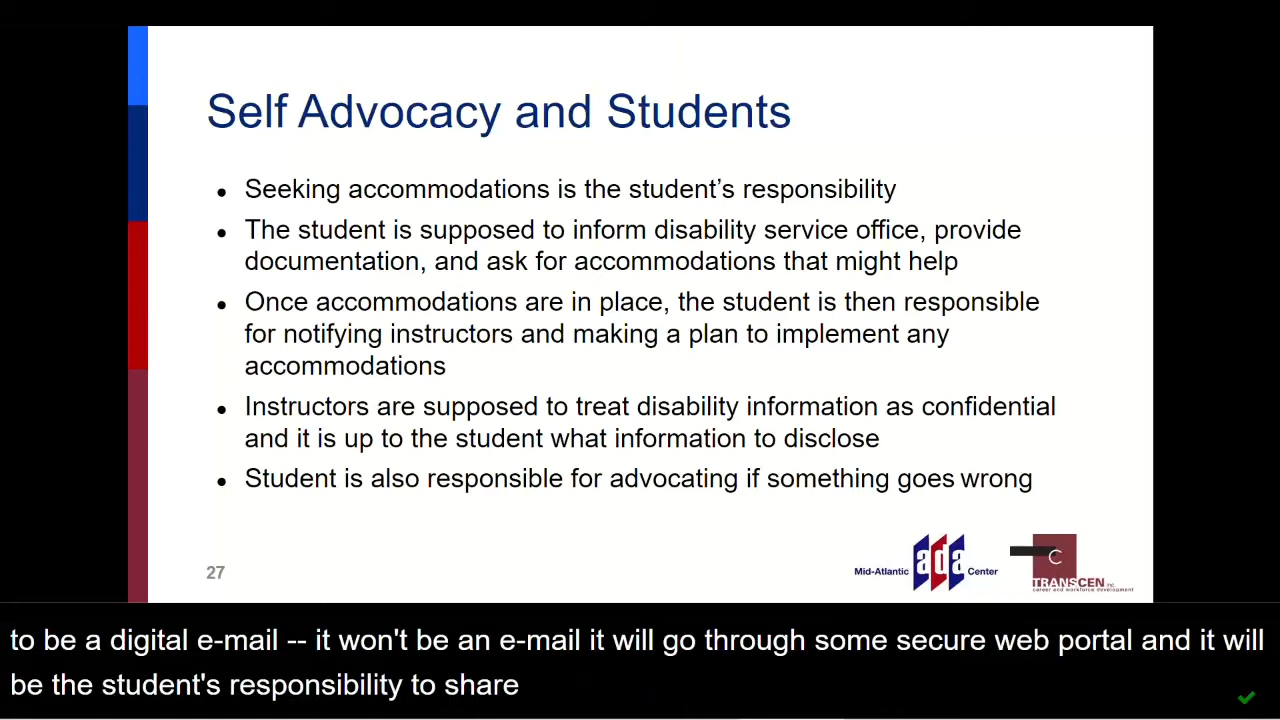 Self Advocacy and Students
• Seeking accommodations is the student’s responsibility
• The student is supposed to inform disability service office, provide
documentation, and ask for accommodations that might help
• Once accommodations are in place, the student is then responsible
for notifying instructors and making a plan to implement any
accommodations
• Instructors are supposed to treat disability information as confidential
and it is up to the student what information to disclose
• Student is also responsible for advocating if something goes wrong
27
Mid-Atlantic ada Center
C
TRANSCEN inc.
career and workforce development
to be a digital e-mail -- it won't be an e-mail it will go through some secure web portal and it will
be the student's responsibility to share